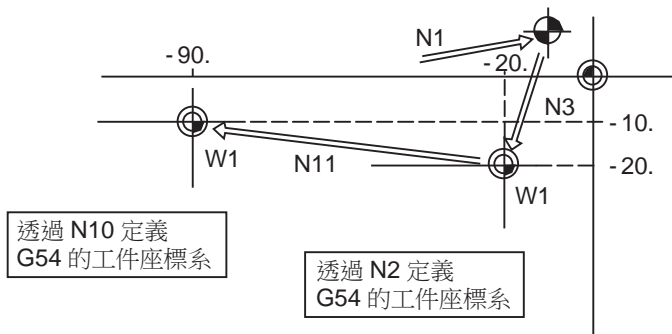 N1
- 90.
- 20.
N3
- 10.
W1
N11
- 20.
W1
透過 N10 定義
G54 的工件座標系
透過 N2 定義
G54 的工件座標系